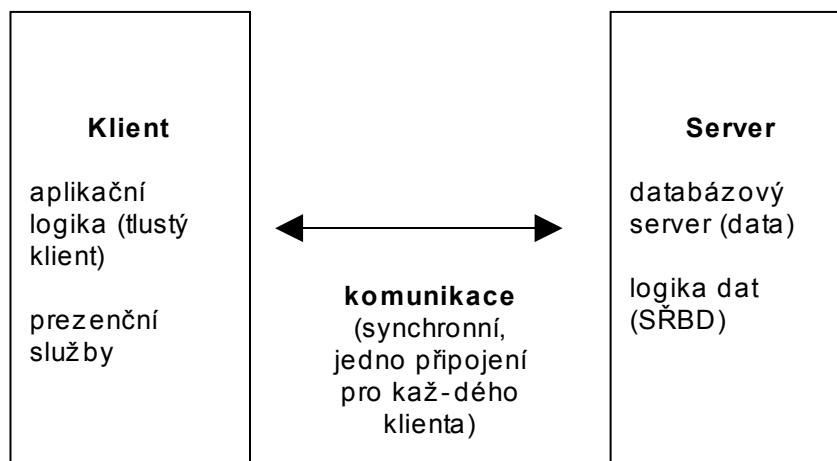 Klient
aplikační
logika (tlustý
klient)
prezenční
služby
komunikace
(synchronní,
jedno připojení
pro kaž-dého
klienta)
Server
databázový
server (data)
logika dat
(SŘBD)